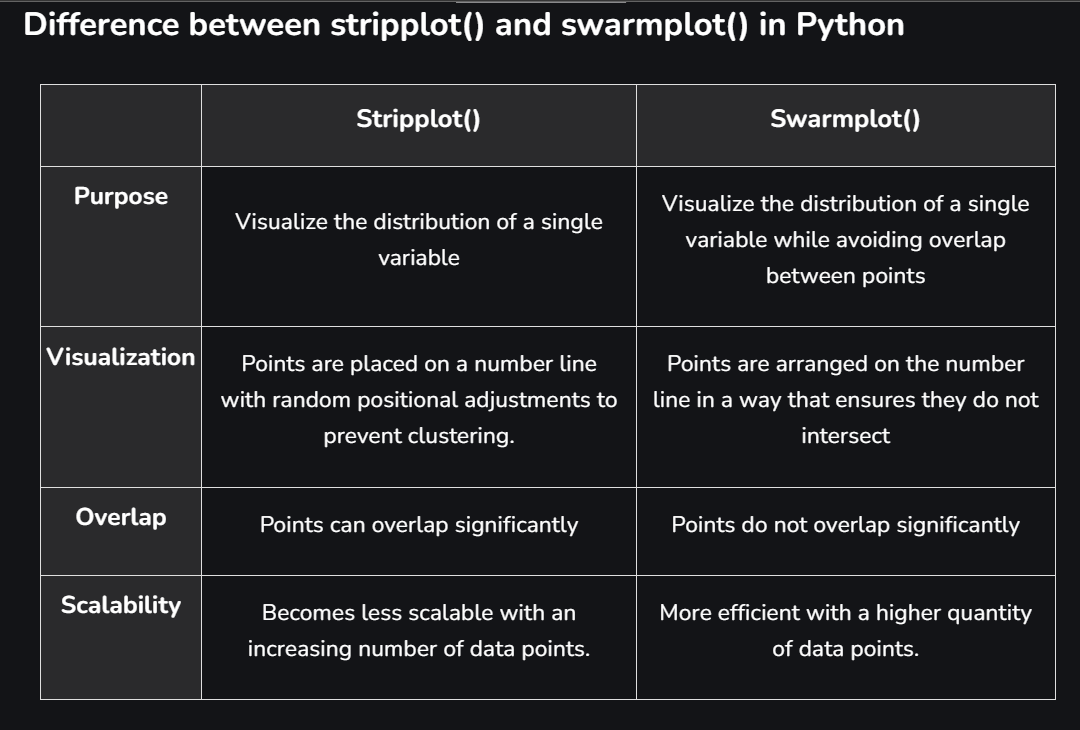 Difference between stripplot() and swarmplot() in Python
Stripplot()
Swarmplot()
Purpose
Visualize the distribution of a single
variable
Visualize the distribution of a single
variable while avoiding overlap
between points
Visualization
Points are placed on a number line
with random positional adjustments to
prevent clustering.
Points are arranged on the number
line in a way that ensures they do not
intersect
Overlap
Points can overlap significantly
Points do not overlap significantly
Scalability
Becomes less scalable with an
increasing number of data points.
More efficient with a higher quantity
of data points.